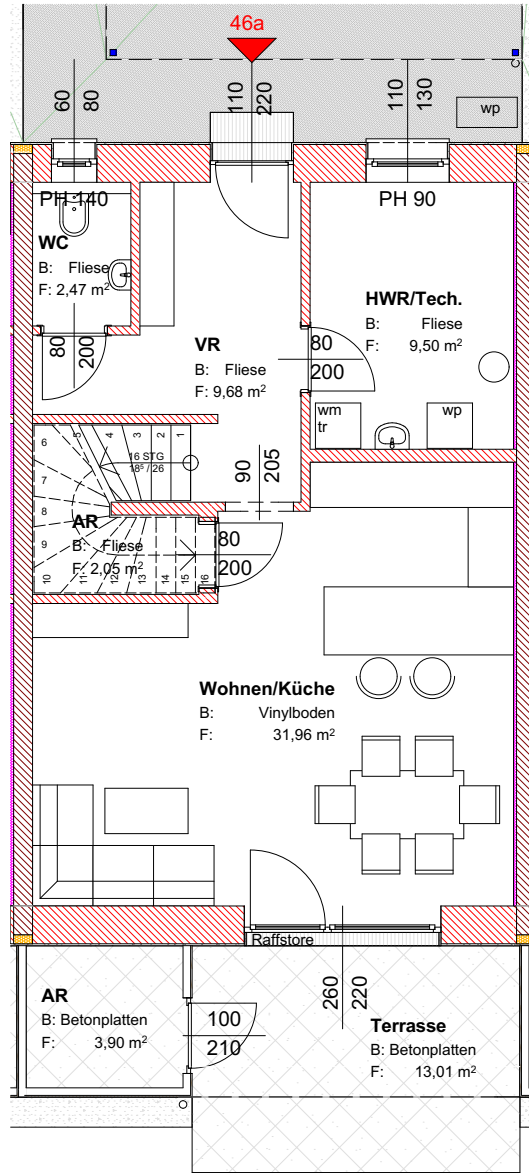 46a
60
80
110
220
110
130
wp
PH 140
PH 90
WC
B: Fliese
F: 2,47 m²
HWR/Tech.
B: Fliese
F: 9,50 m²
80
200
VR
B: Fliese
F: 9,68 m²
80
200
wm
tr
wp
90
205
1
2
3
4
5
6
7
8
9
10
11
12
13
14
15
16
16 STG
18⁵ / 26
AR
B: Fliese
F: 2,05 m²
80
200
Wohnen/Küche
B: Vinylboden
F: 31,96 m²
Raffstore
260
220
AR
B: Betonplatten
F: 3,90 m²
100
210
Terrasse
B: Betonplatten
F: 13,01 m²